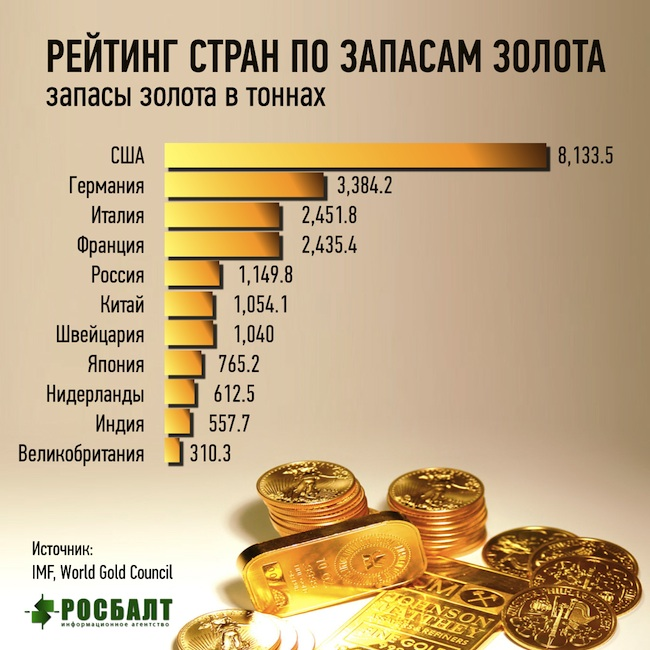 РЕЙТИНГ СТРАН ПО ЗАПАСАМ ЗОЛОТА
запасы золота в тоннах
США 8,133.5
Германия 3,384.2
Италия 2,451.8
Франция 2,435.4
Россия 1,149.8
Китай 1,054.1
Швейцария 1,040
Япония 765.2
Нидерланды 612.5
Индия 557.7
Великобритания 310.3
Источник:
IMF, World Gold Council
РОСБАЛТ
информационное агентство